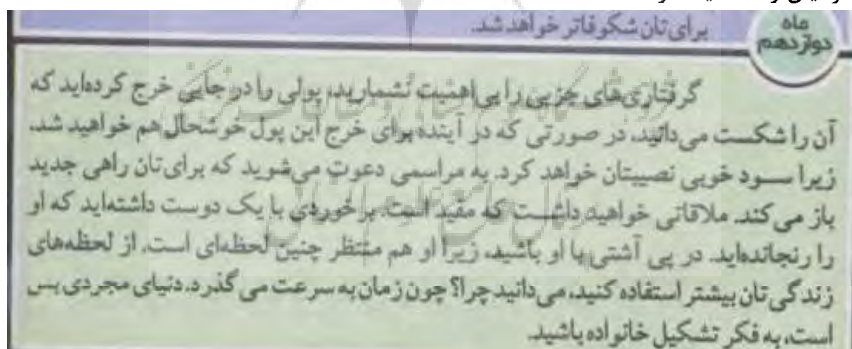 برای تان شکوفاتر خواهد شد.
ماه
دوازدهم
گرفتاری‌های جزیی را بی‌اهمیت نشمارید، پولی را در جایی خرج کرده‌اید که
آن را شکست می‌دانید، در صورتی که در آینده برای خرج این پول خوشحال هم خواهید شد.
زیرا سود خوبی نصیبتان خواهد کرد. به مراسمی دعوت می‌شوید که برای تان راهی جدید
باز می‌کند. ملاقاتی خواهید داشت که مفید است. برخوردی با یک دوست داشته‌اید که او
را رنجانده‌اید. در پی آشتی با او باشید، زیرا او هم منتظر چنین لحظه‌ای است. از لحظه‌های
زندگی تان بیشتر استفاده کنید، می‌دانید چرا؟ چون زمان به سرعت می‌گذرد. دنیای مجردی بس
است، به فکر تشکیل خانواده باشید.